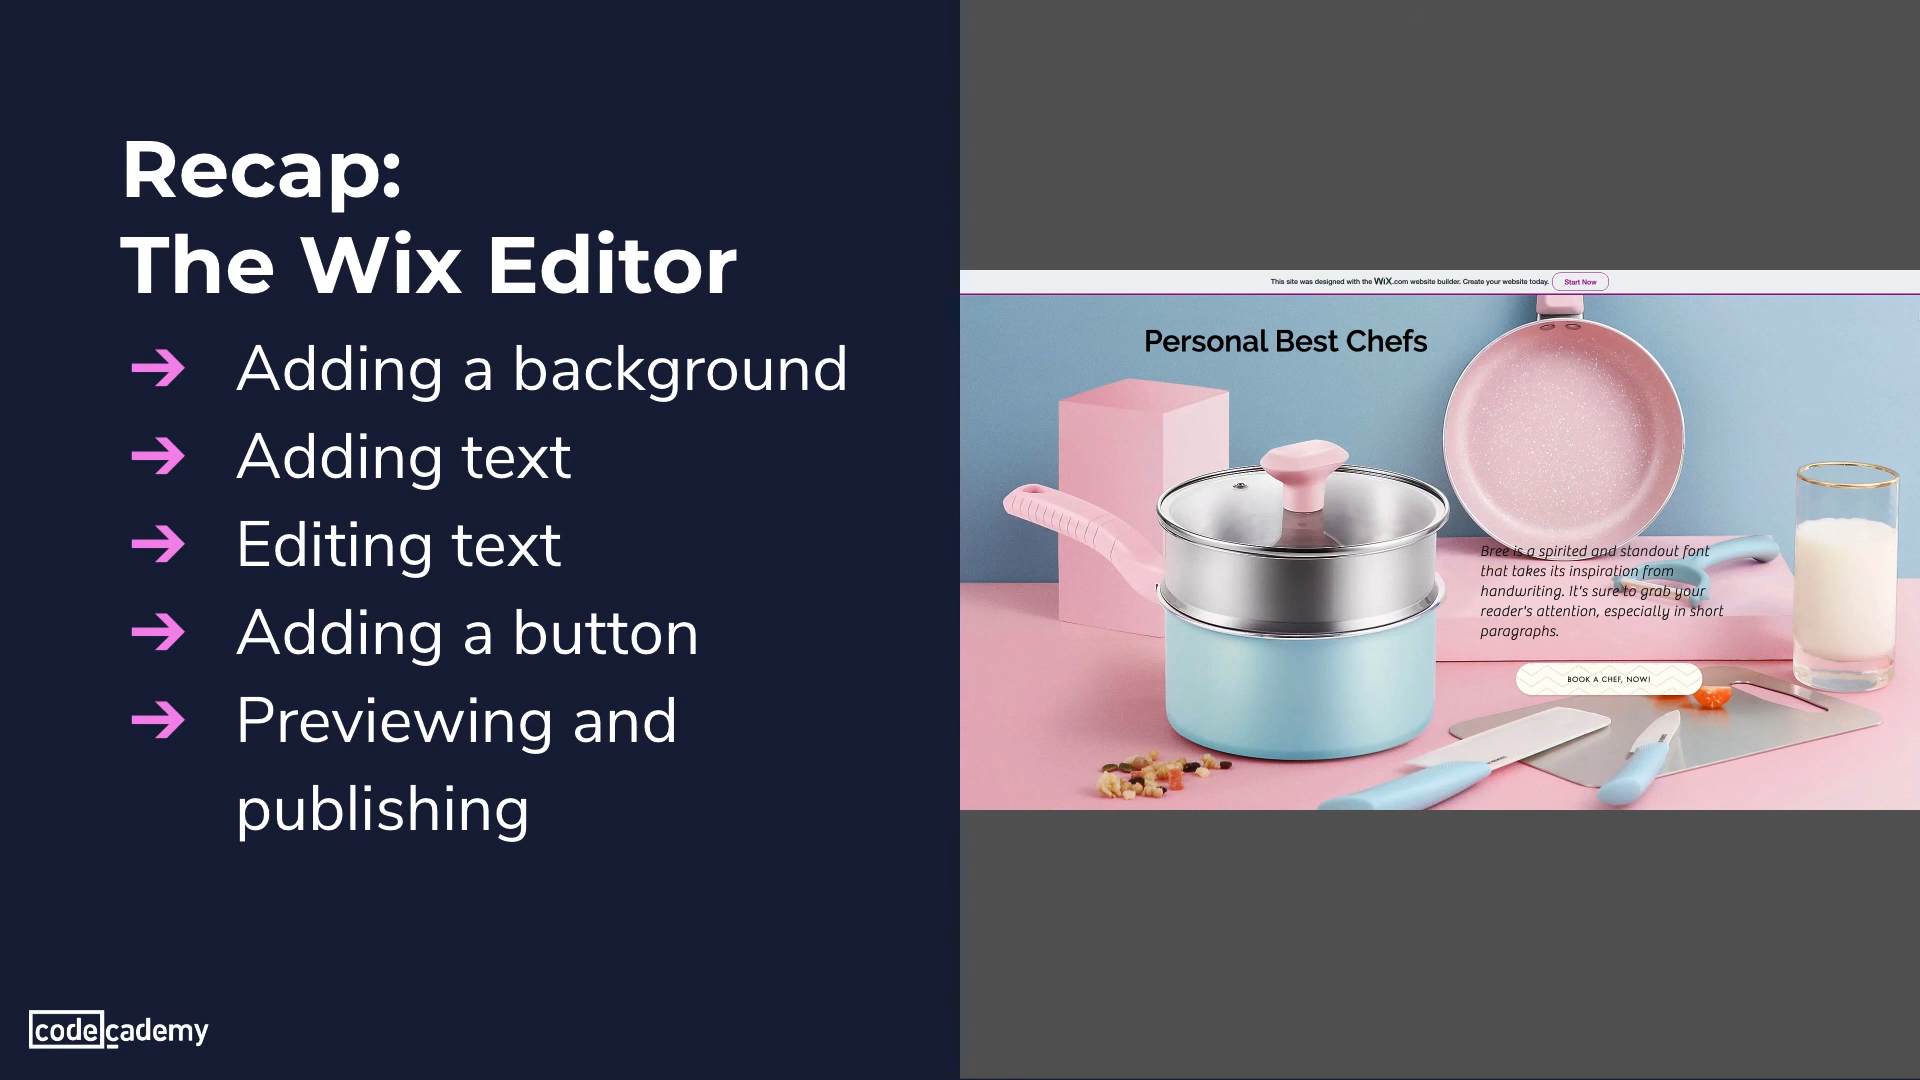 Recap:
The Wix Editor
➔ Adding a background
➔ Adding text
➔ Editing text
➔ Adding a button
➔ Previewing and
publishing
codecademy
This site was designed with the WiX.com website builder. Create your website today. Start Now
Personal Best Chefs
Bree is a spirited and standout font
that takes its inspiration from
handwriting. It's sure to grab your
reader's attention, especially in short
paragraphs.
BOOK A CHEF, NOW!